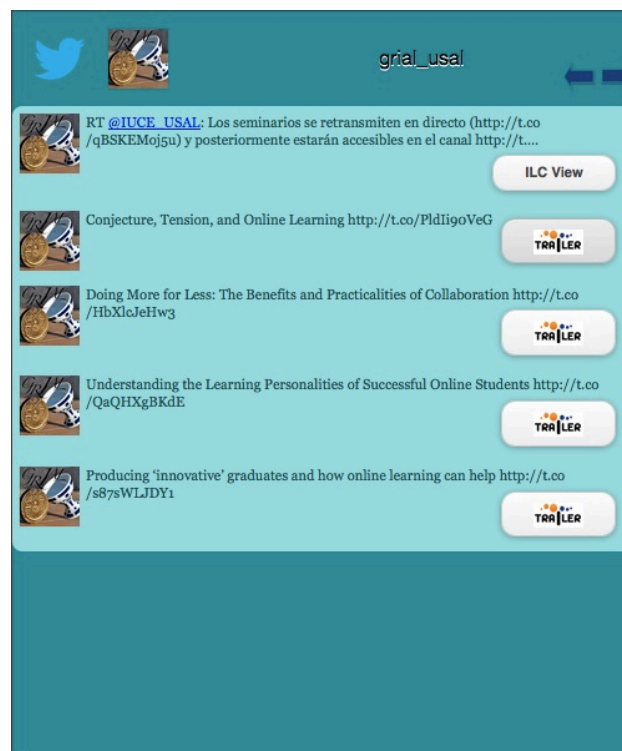 grial_usal
RT @IUCE_USAL: Los seminarios se retransmiten en directo (http://t.co
/qBSKEMoj5u) y posteriormente estarán accesibles en el canal http://t....
ILC View
Conjecture, Tension, and Online Learning http://t.co/PldIi90VeG
TRAILER
Doing More for Less: The Benefits and Practicalities of Collaboration http://t.co
/HbXlcJeHw3
TRAILER
Understanding the Learning Personalities of Successful Online Students http://t.co
/QaQHXgBKdE
TRAILER
Producing ‘innovative’ graduates and how online learning can help http://t.co
/s87sWLJDY1
TRAILER